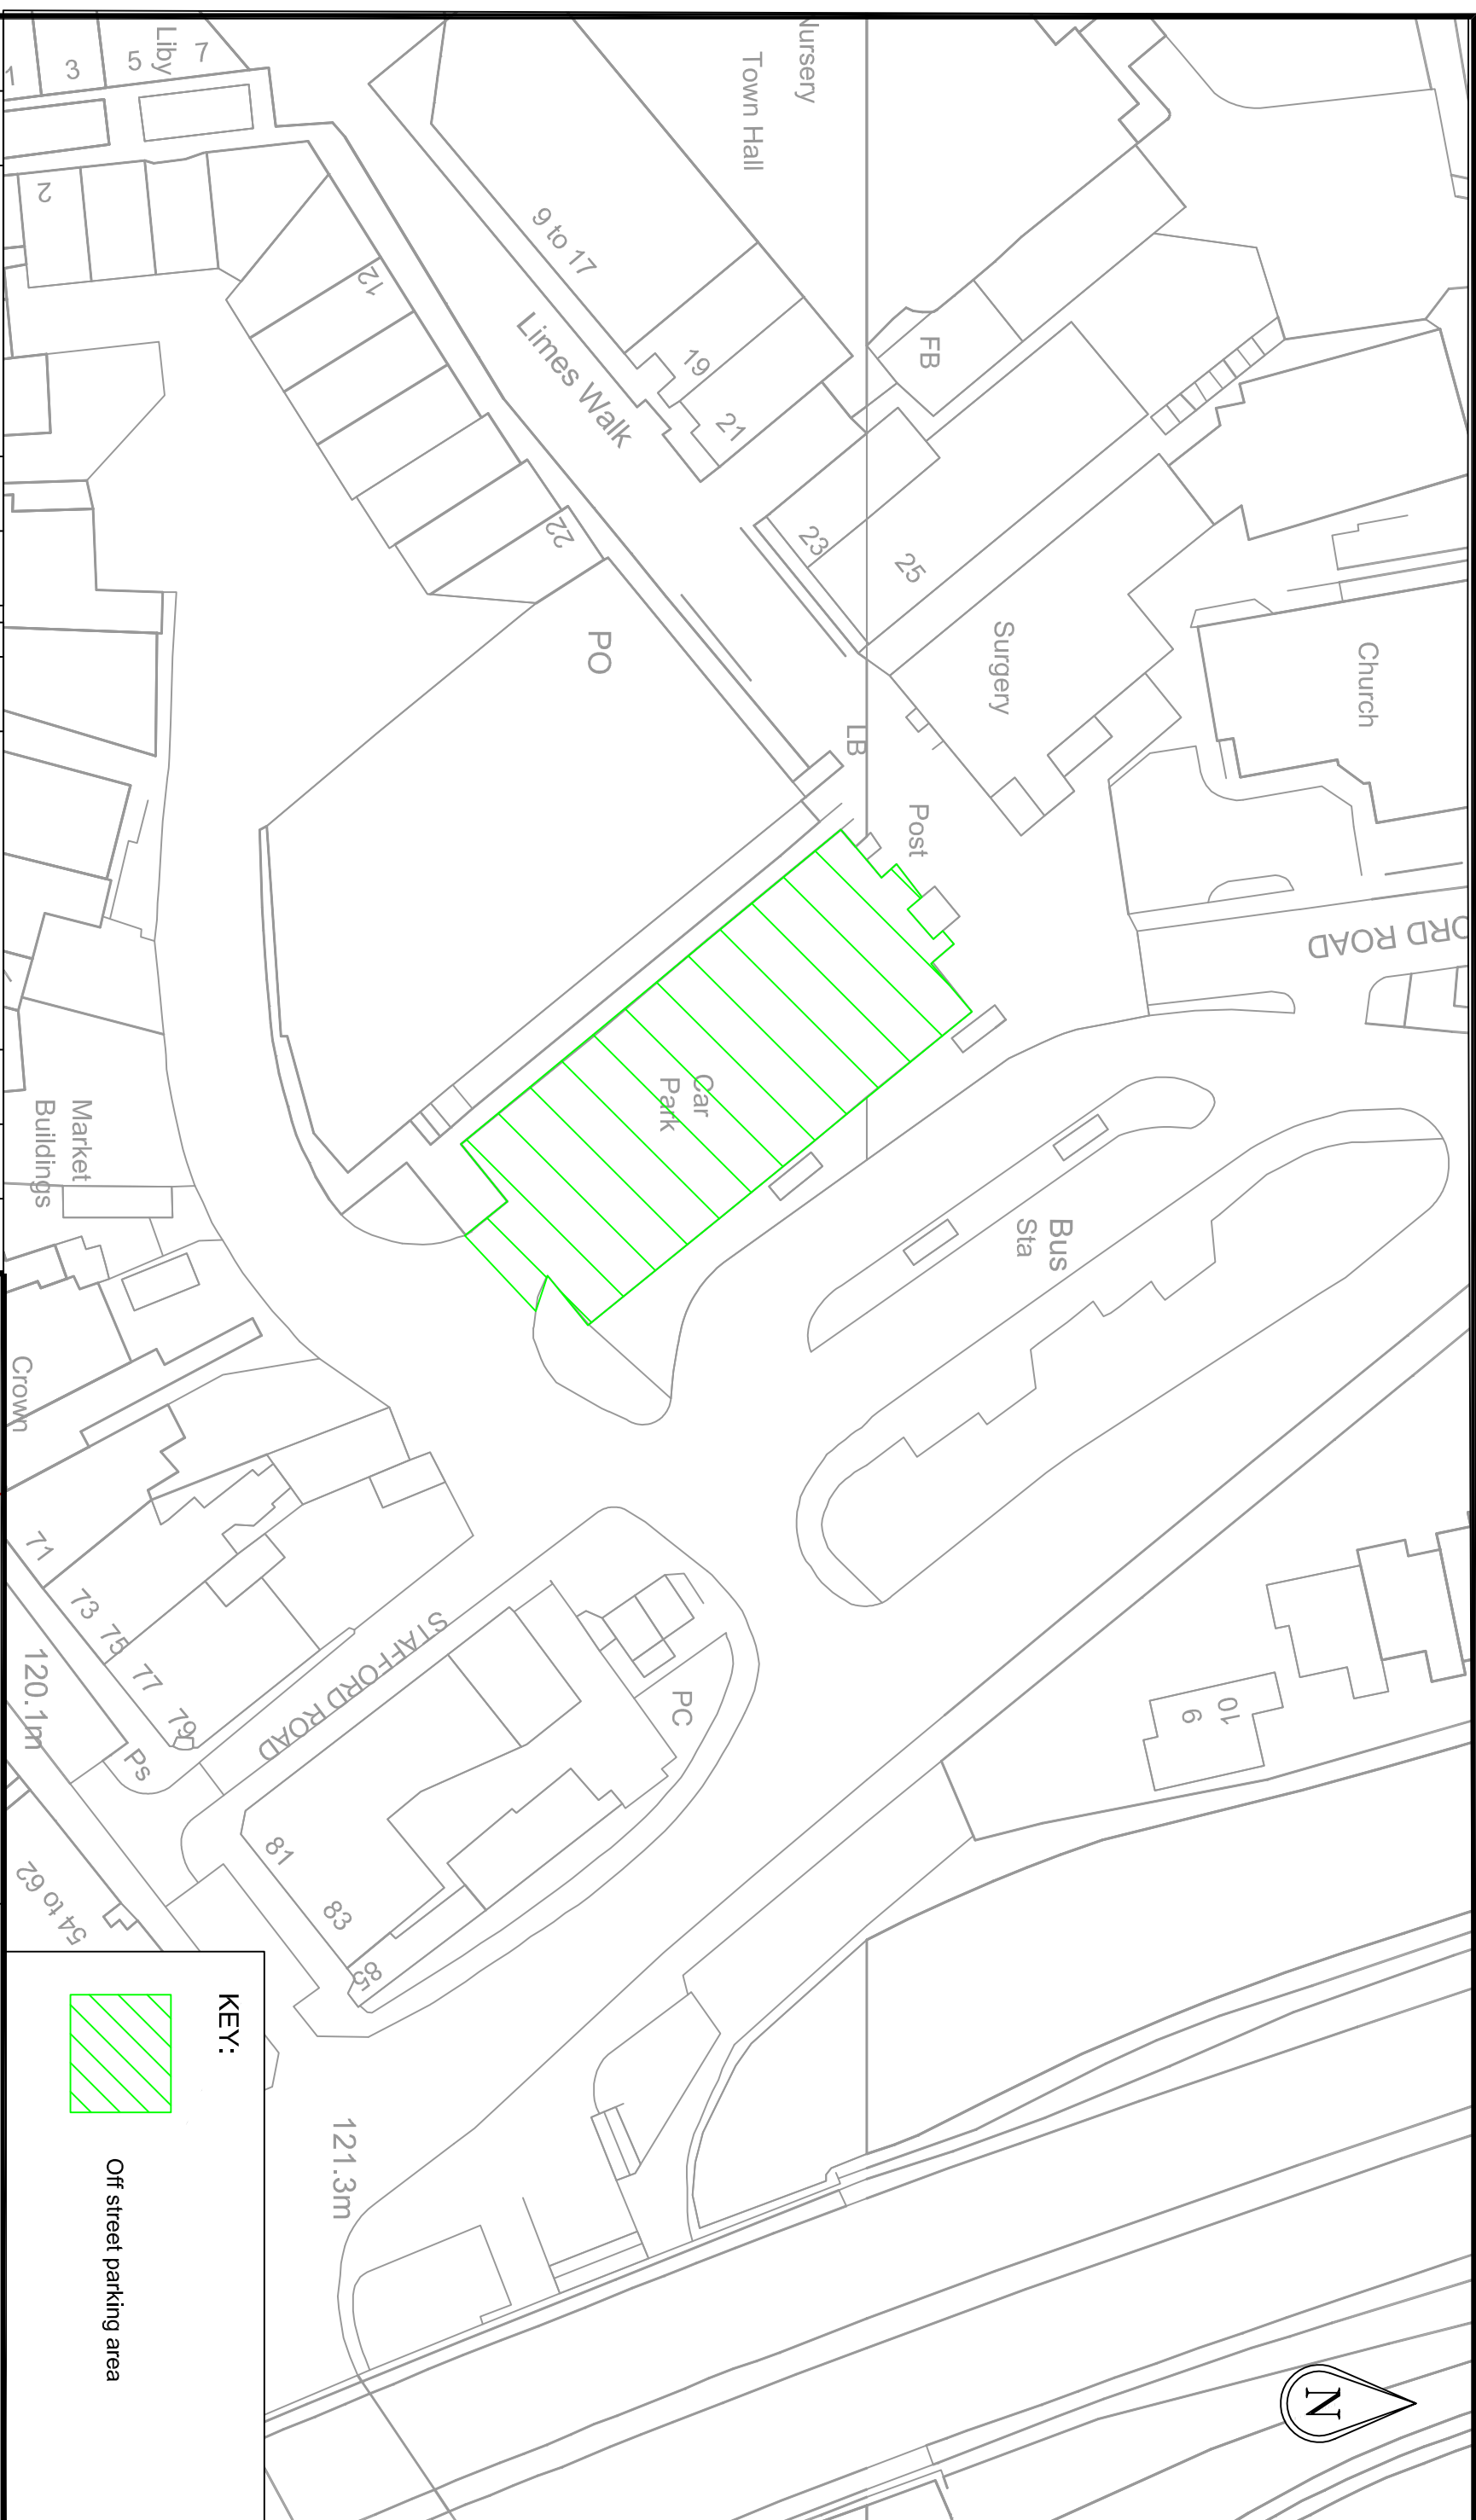 Nursery
Town Hall
Liby
7
5
3
1
2
9 to 17
19
21
12
22
Limes Walk
FB
23
25
Surgery
Church
PO
LB
Post
ORD ROAD
Car
Park
Bus
Sta
Market
Buildings
Crown
71
73
75
77
79
120.1m
Ps
STAFFORD ROAD
PC
81
83
85
54 to 62
10
9
121.3m
KEY:
Off street parking area
N